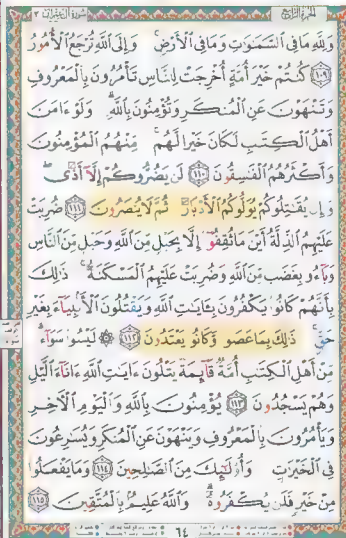 الجزء الرابع سورة آل عمران ٣
وَلِلَّهِ مَا فِي السَّمَٰوَٰتِ وَمَا فِي الْأَرْضِ ۚ وَإِلَى اللَّهِ تُرْجَعُ الْأُمُورُ
﴿١٠٩﴾ كُنتُمْ خَيْرَ أُمَّةٍ أُخْرِجَتْ لِلنَّاسِ تَأْمُرُونَ بِالْمَعْرُوفِ
وَتَنْهَوْنَ عَنِ الْمُنكَرِ وَتُؤْمِنُونَ بِاللَّهِ ۗ وَلَوْ ءَامَنَ
أَهْلُ الْكِتَٰبِ لَكَانَ خَيْرًا لَّهُم ۚ مِّنْهُمُ الْمُؤْمِنُونَ
وَأَكْثَرُهُمُ الْفَٰسِقُونَ ﴿١١٠﴾ لَن يَضُرُّوكُمْ إِلَّا أَذًى ۖ
وَإِن يُقَٰتِلُوكُمْ يُوَلُّوكُمُ الْأَدْبَارَ ثُمَّ لَا يُنصَرُونَ ﴿١١١﴾ ضُرِبَتْ
عَلَيْهِمُ الذِّلَّةُ أَيْنَ مَا ثُقِفُوٓا۟ إِلَّا بِحَبْلٍ مِّنَ اللَّهِ وَحَبْلٍ مِّنَ النَّاسِ
وَبَآءُو بِغَضَبٍ مِّنَ اللَّهِ وَضُرِبَتْ عَلَيْهِمُ الْمَسْكَنَةُ ۚ ذَٰلِكَ
بِأَنَّهُمْ كَانُوا۟ يَكْفُرُونَ بِـَٔايَٰتِ اللَّهِ وَيَقْتُلُونَ الْأَنۢبِيَآءَ بِغَيْرِ
حَقٍّ ۚ ذَٰلِكَ بِمَا عَصَوا۟ وَّكَانُوا۟ يَعْتَدُونَ ﴿١١٢﴾ ۞ لَيْسُوا۟ سَوَآءً ۗ
مِّنْ أَهْلِ الْكِتَٰبِ أُمَّةٌ قَآئِمَةٌ يَتْلُونَ ءَايَٰتِ اللَّهِ ءَانَآءَ الَّيْلِ
وَهُمْ يَسْجُدُونَ ﴿١١٣﴾ يُؤْمِنُونَ بِاللَّهِ وَالْيَوْمِ الْءَاخِرِ
وَيَأْمُرُونَ بِالْمَعْرُوفِ وَيَنْهَوْنَ عَنِ الْمُنكَرِ وَيُسَٰرِعُونَ
فِي الْخَيْرَٰتِ وَأُو۟لَٰٓئِكَ مِنَ الصَّٰلِحِينَ ﴿١١٤﴾ وَمَا يَفْعَلُوا۟
مِنْ خَيْرٍ فَلَن يُكْفَرُوهُ ۗ وَاللَّهُ عَلِيمٌۢ بِالْمُتَّقِينَ ﴿١١٥﴾
٦٤